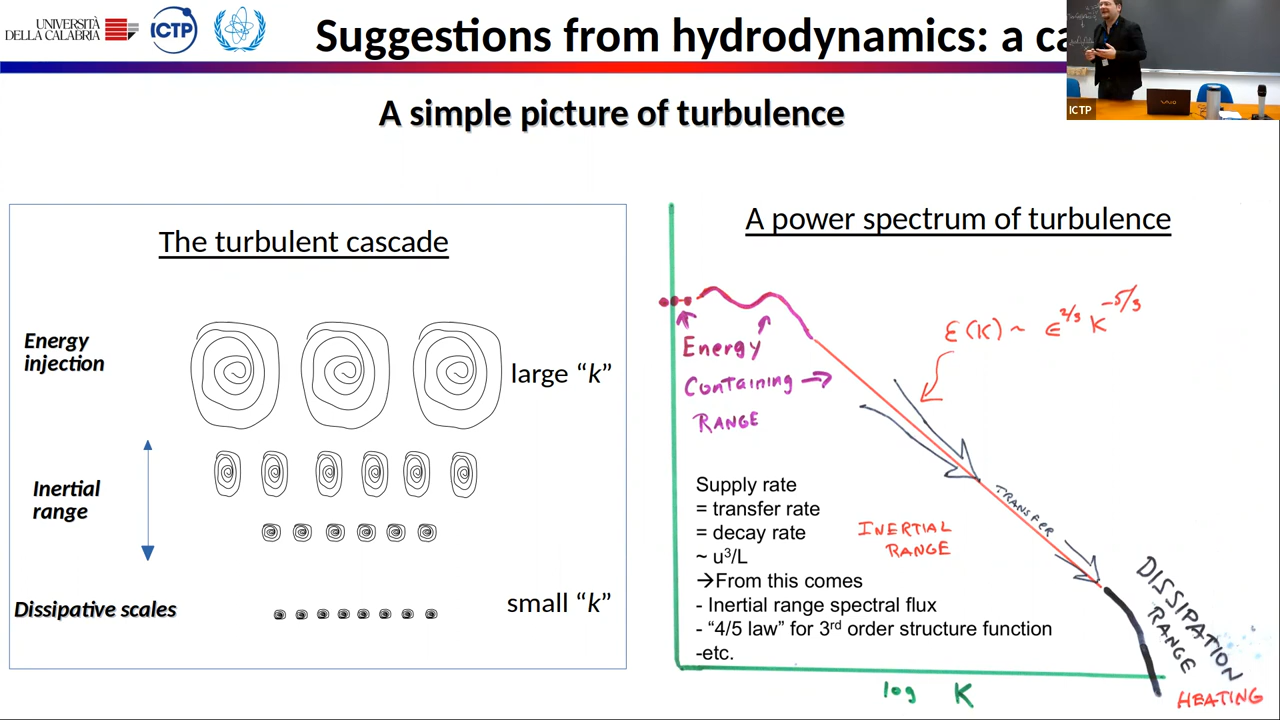 UNIVERSITÀ
DELLA CALABRIA
ICTP
Suggestions from hydrodynamics: a ca
ICTP
VAIO
A simple picture of turbulence
The turbulent cascade
Energy
injection
large “k”
Inertial
range
Dissipative scales
small “k”
A power spectrum of turbulence
Energy
Containing →
RANGE
Ɛ(K) ~ ϵ^2/3 K^-5/3
Supply rate
= transfer rate
= decay rate
~ u³/L
→From this comes
- Inertial range spectral flux
- “4/5 law” for 3rd order structure function
-etc.
INERTIAL
RANGE
TRANSFER
DISSIPATION
RANGE
HEATING
log K